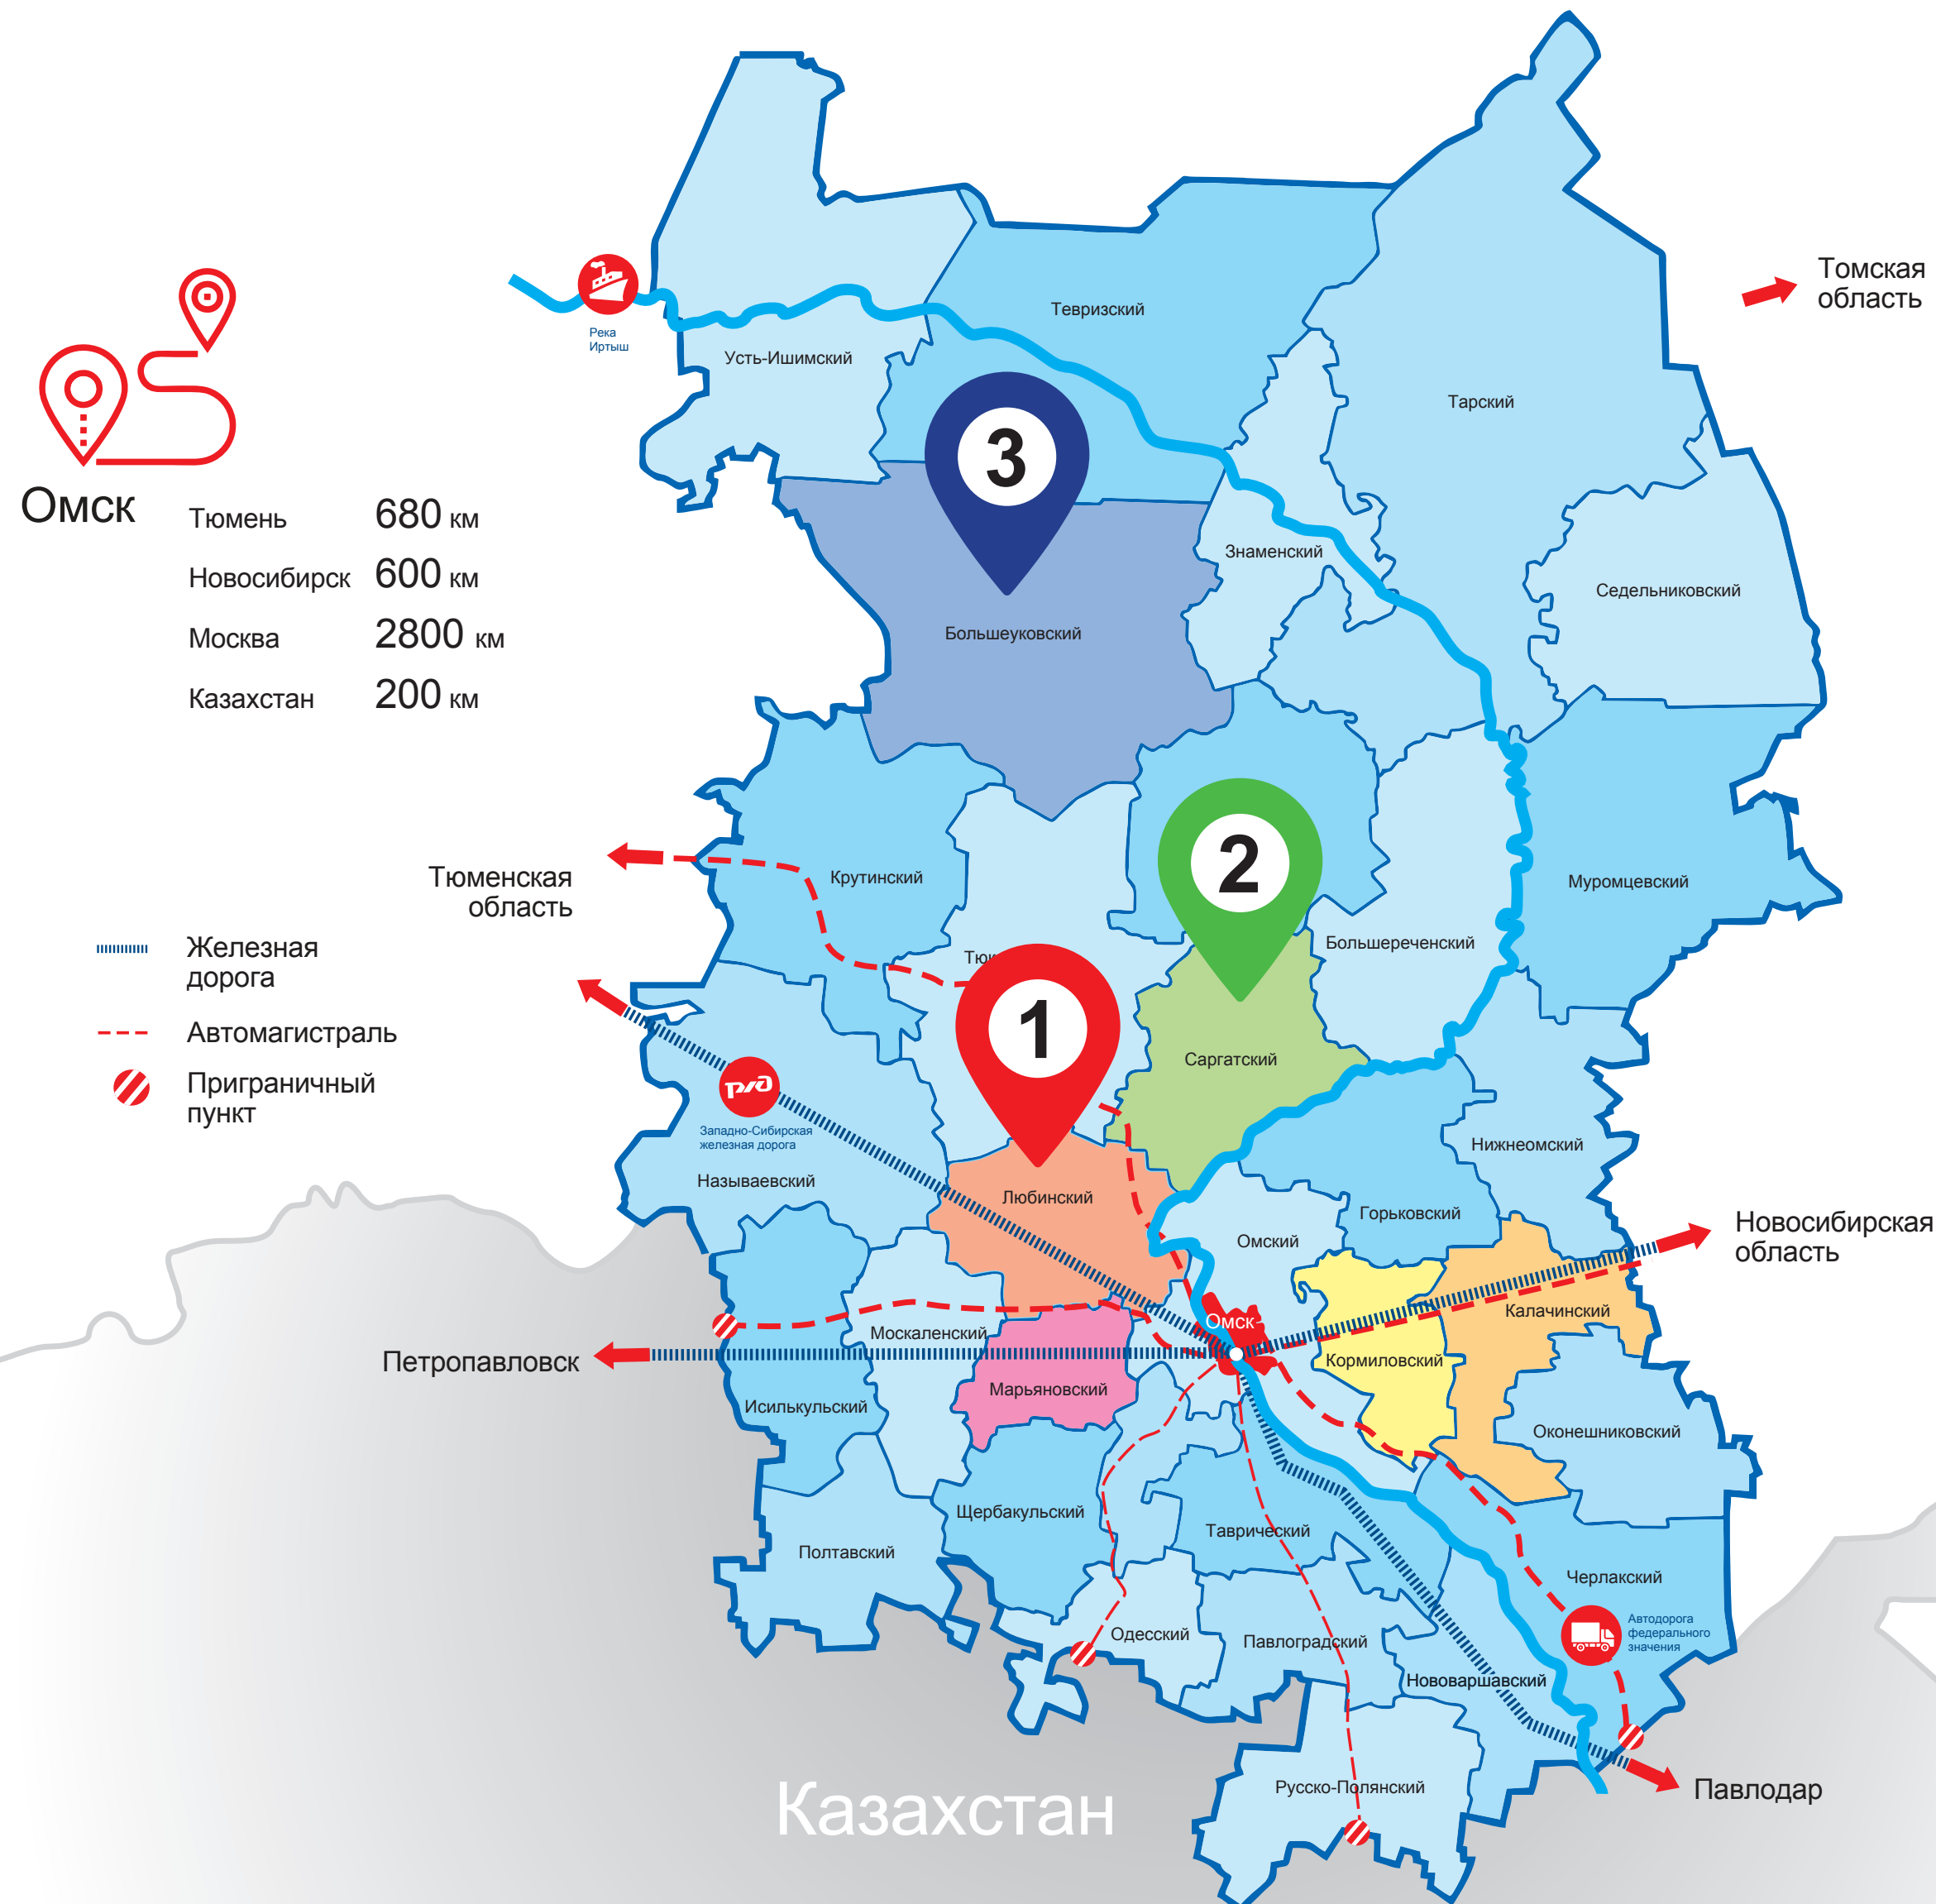 Томская
область
Тевризский
Река
Иртыш
Усть-Ишимский
Тарский
3
Омск
Тюмень 680 км
Новосибирск 600 км
Москва 2800 км
Казахстан 200 км
Знаменский
Седельниковский
Большеуковский
2
Тюменская
область
Крутинский
Муромцевский
Железная
дорога
Большереченский
Тюк
1
Автомагистраль
Саргатский
Приграничный
пункт
ржд
Западно-Сибирская
железная дорога
Нижнеомский
Называевский
Любинский
Горьковский
Новосибирская
область
Омский
Калачинский
Омск
Москаленский
Петропавловск
Кормиловский
Марьяновский
Исилькульский
Оконешниковский
Щербакульский
Таврический
Полтавский
Черлакский
Автодорога
федерального
значения
Одесский
Павлоградский
Нововаршавский
Русско-Полянский
Павлодар
Казахстан